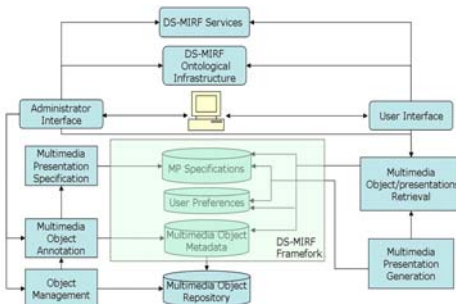 DS-MIRF Services
DS-MIRF
Ontological
Infrastructure
Administrator
Interface
User Interface
Multimedia
Presentation
Specification
MP Specifications
Multimedia
Object/presentations
Retrieval
User Preferences
Multimedia
Object
Annotation
Multimedia Object
Metadata
DS-MIRF
Framefork
Multimedia
Presentation
Generation
Object
Management
Multimedia Object
Repository